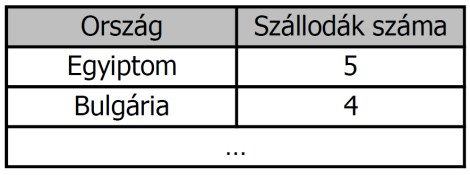 Ország Szállodák száma
Egyiptom 5
Bulgária 4
...